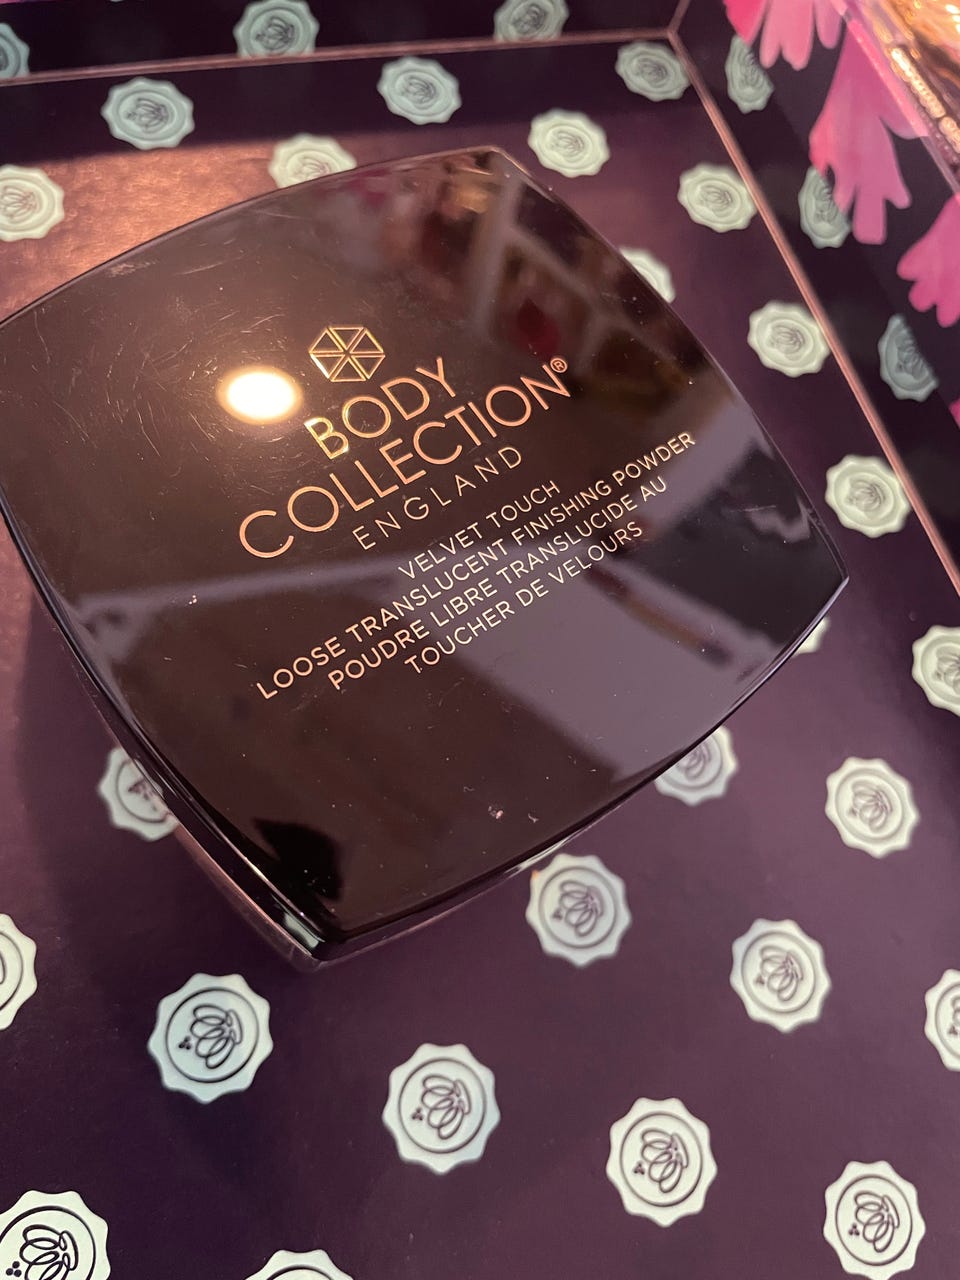 BODY
COLLECTION®
ENGLAND
VELVET TOUCH
LOOSE TRANSLUCENT FINISHING POWDER
POUDRE LIBRE TRANSLUCIDE AU
TOUCHER DE VELOURS